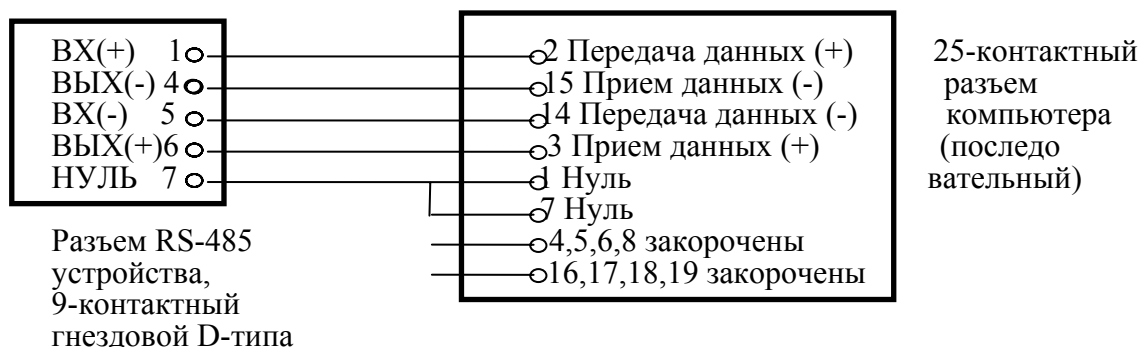 ВХ(+) 1 2 Передача данных (+) 25-контактный
ВЫХ(-) 4 15 Прием данных (-) разъем
ВХ(-) 5 14 Передача данных (-) компьютера
ВЫХ(+)6 3 Прием данных (+) (последо
НУЛЬ 7 1 Нуль вательный)
7 Нуль
Разъем RS-485 4,5,6,8 закорочены
устройства, 16,17,18,19 закорочены
9-контактный
гнездовой D-типа